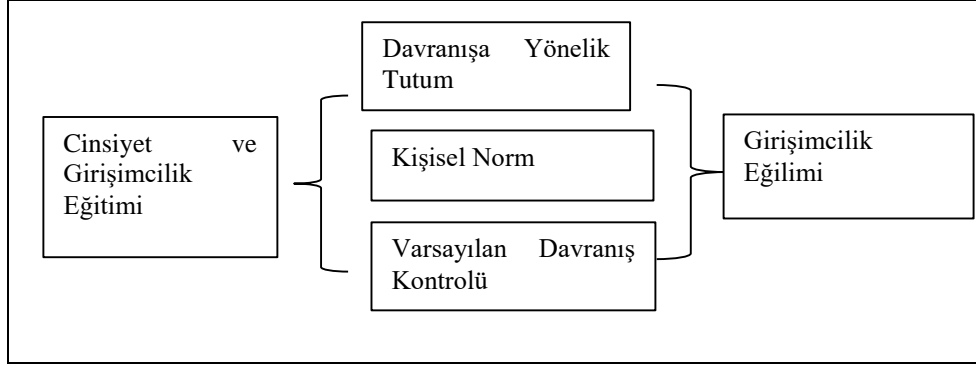 Cinsiyet ve
Girişimcilik
Eğitimi
Davranışa Yönelik
Tutum
Kişisel Norm
Varsayılan Davranış
Kontrolü
Girişimcilik
Eğilimi